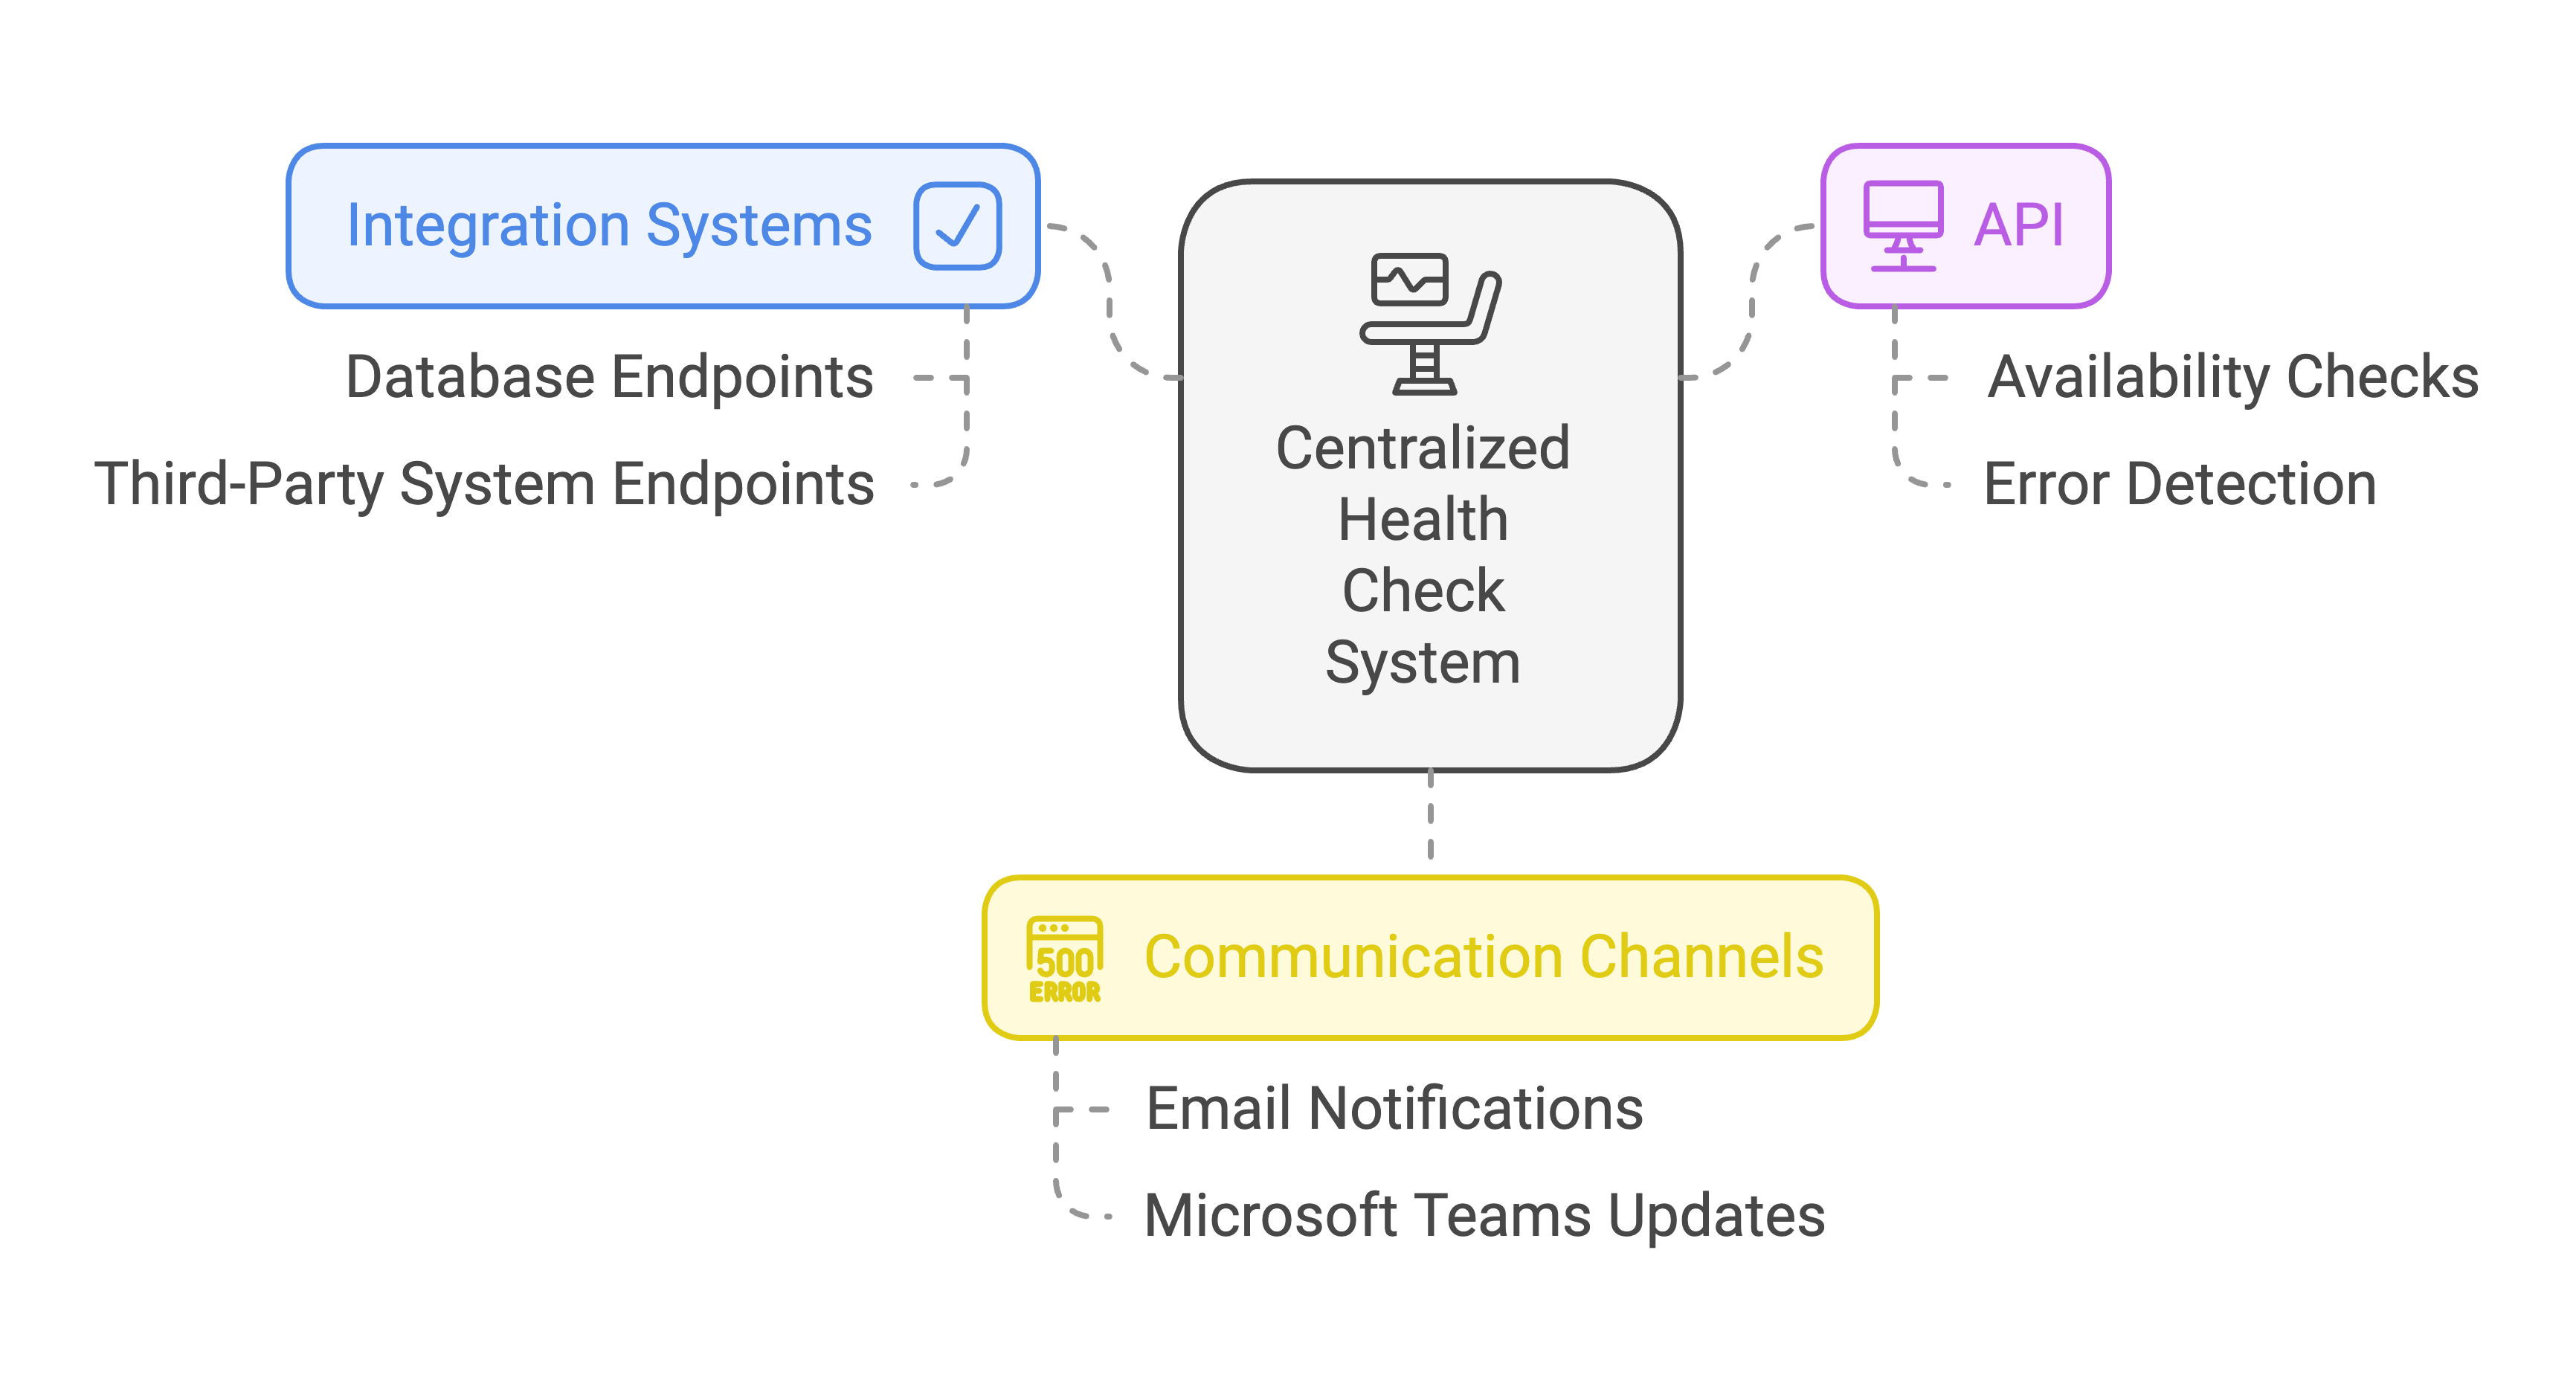 Integration Systems
Database Endpoints
Third-Party System Endpoints
Centralized
Health
Check
System
API
Availability Checks
Error Detection
500
ERROR
Communication Channels
Email Notifications
Microsoft Teams Updates